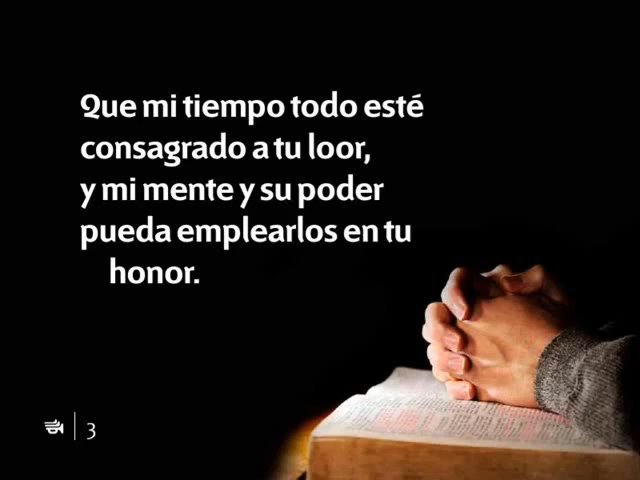 Que mi tiempo todo esté
consagrado a tu loor,
y mi mente y su poder
pueda emplearlos en tu
honor.
3